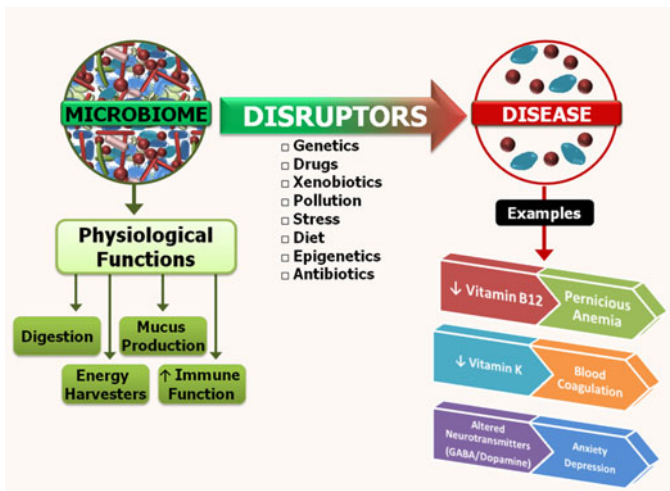 MICROBIOME
DISRUPTORS
DISEASE
□ Genetics
□ Drugs
□ Xenobiotics
□ Pollution
□ Stress
□ Diet
□ Epigenetics
□ Antibiotics
Physiological
Functions
Digestion
Mucus
Production
Energy
Harvesters
↑ Immune
Function
Examples
↓ Vitamin B12
Pernicious
Anemia
↓ Vitamin K
Blood
Coagulation
Altered
Neurotransmitters
(GABA/Dopamine)
Anxiety
Depression